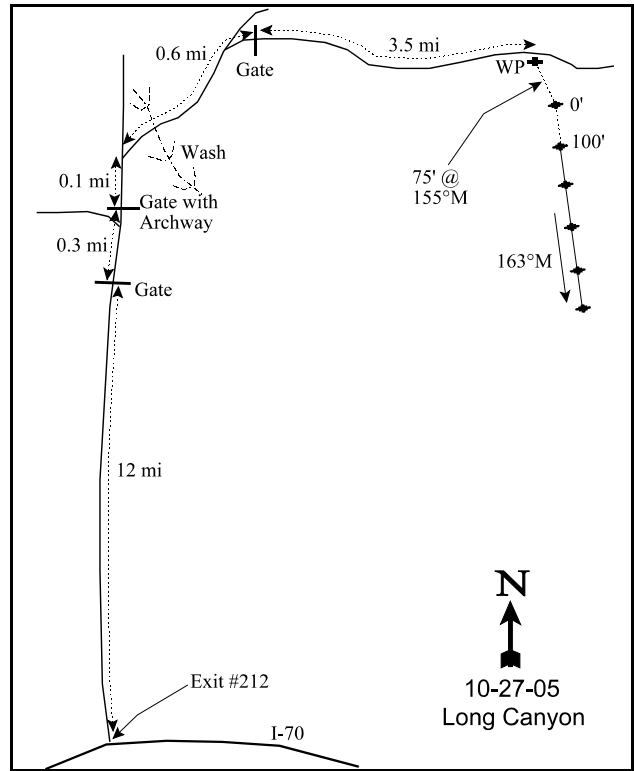 0.6 mi
3.5 mi
Gate
WP
0'
100'
Wash
75' @
155°M
0.1 mi
Gate with
Archway
0.3 mi
163°M
Gate
12 mi
N
Exit #212
10-27-05
Long Canyon
I-70